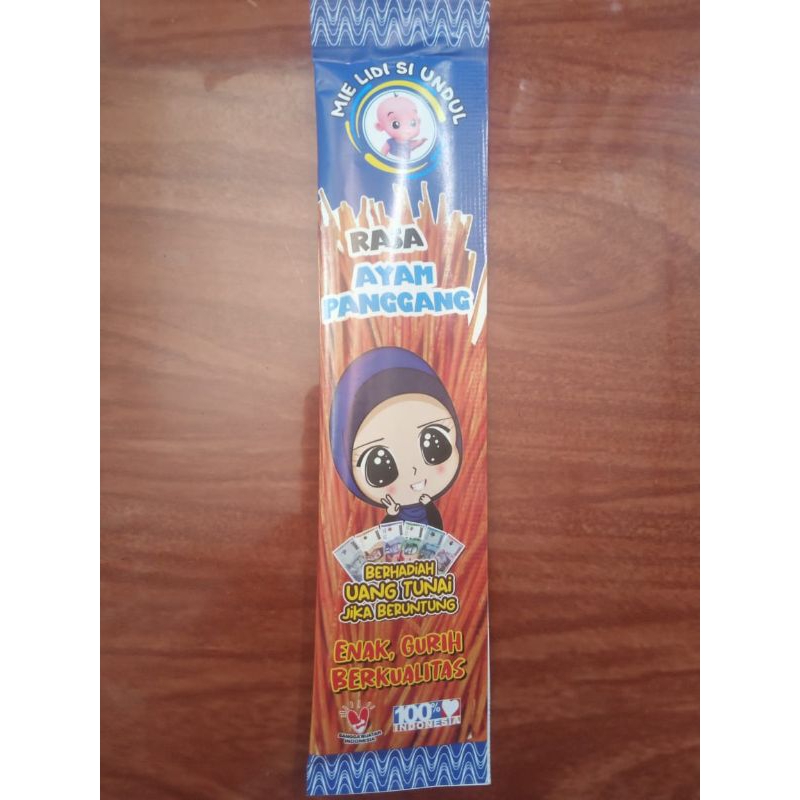 MIE LIDI SI UNDUL
RASA
AYAM
PANGGANG
BERHADIAH
UANG TUNAI
JIKA BERUNTUNG
ENAK, GURIH
BERKUALITAS
100%
INDONESIA